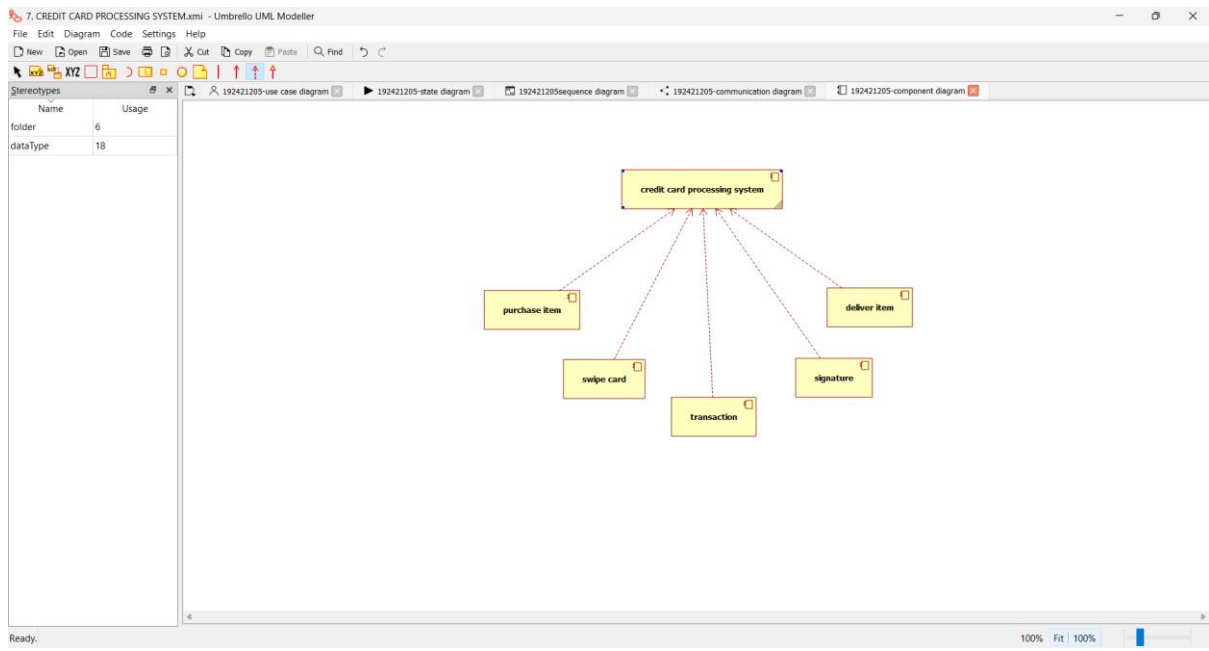 7. CREDIT CARD PROCESSING SYSTEM.xmi - Umbrello UML Modeller
File Edit Diagram Code Settings Help
New Open Save Cut Copy Paste Find
XYZ XYZ
Stereotypes 192421205-use case diagram 192421205-state diagram 192421205sequence diagram 192421205-communication diagram 192421205-component diagram
Name Usage
folder 6
dataType 18
credit card processing system
purchase item
deliver item
swipe card
signature
transaction
Ready. 100% Fit 100%